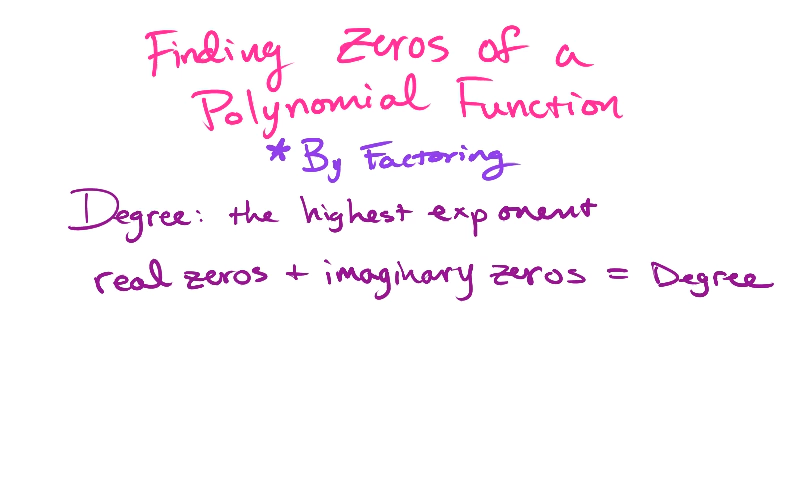 Finding Zeros of a
Polynomial Function
* By Factoring
Degree: the highest exponent
real zeros + imaginary zeros = Degree